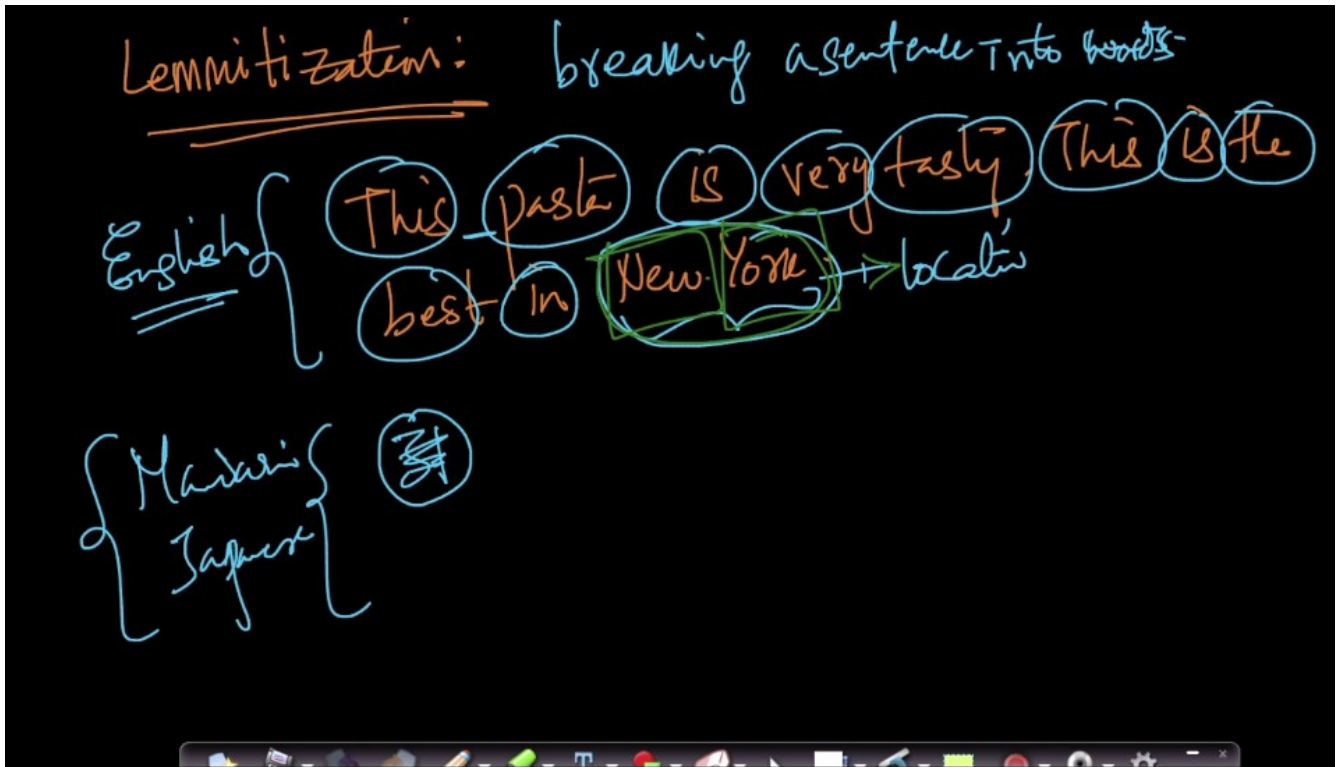 Lemmitization: breaking a sentence into words
English This pasta is very tasty. This is the
best in New York → locatin
Mandarin
Japanese